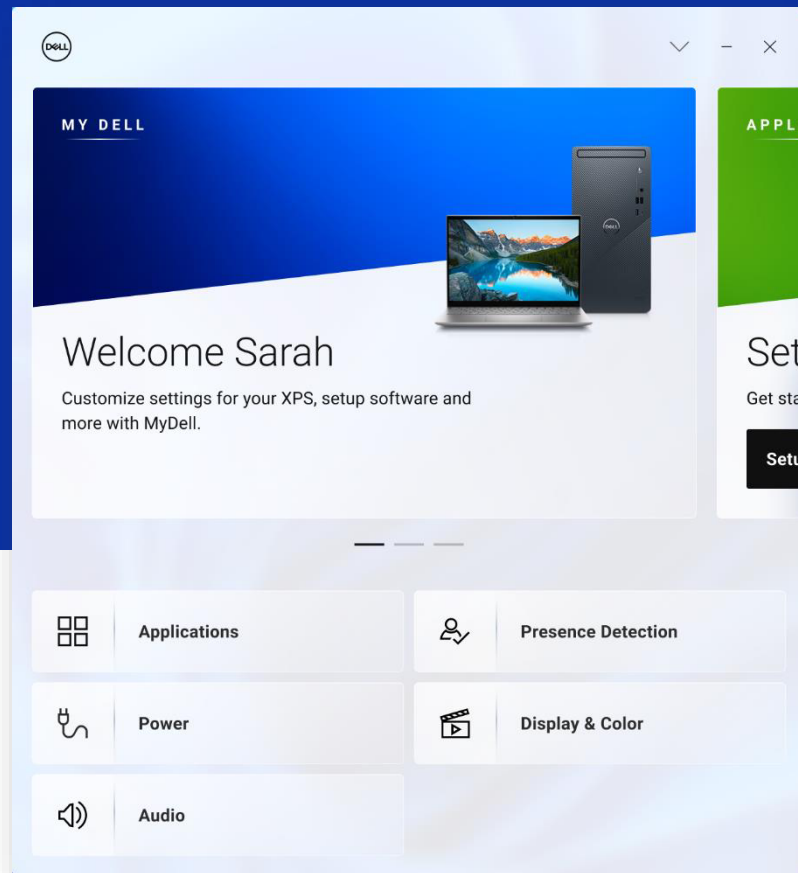 DELL
MY DELL
DELL
Welcome Sarah
Customize settings for your XPS, setup software and
more with MyDell.
APPL
Set
Get sta
Setu
Applications
Presence Detection
Power
Display & Color
Audio